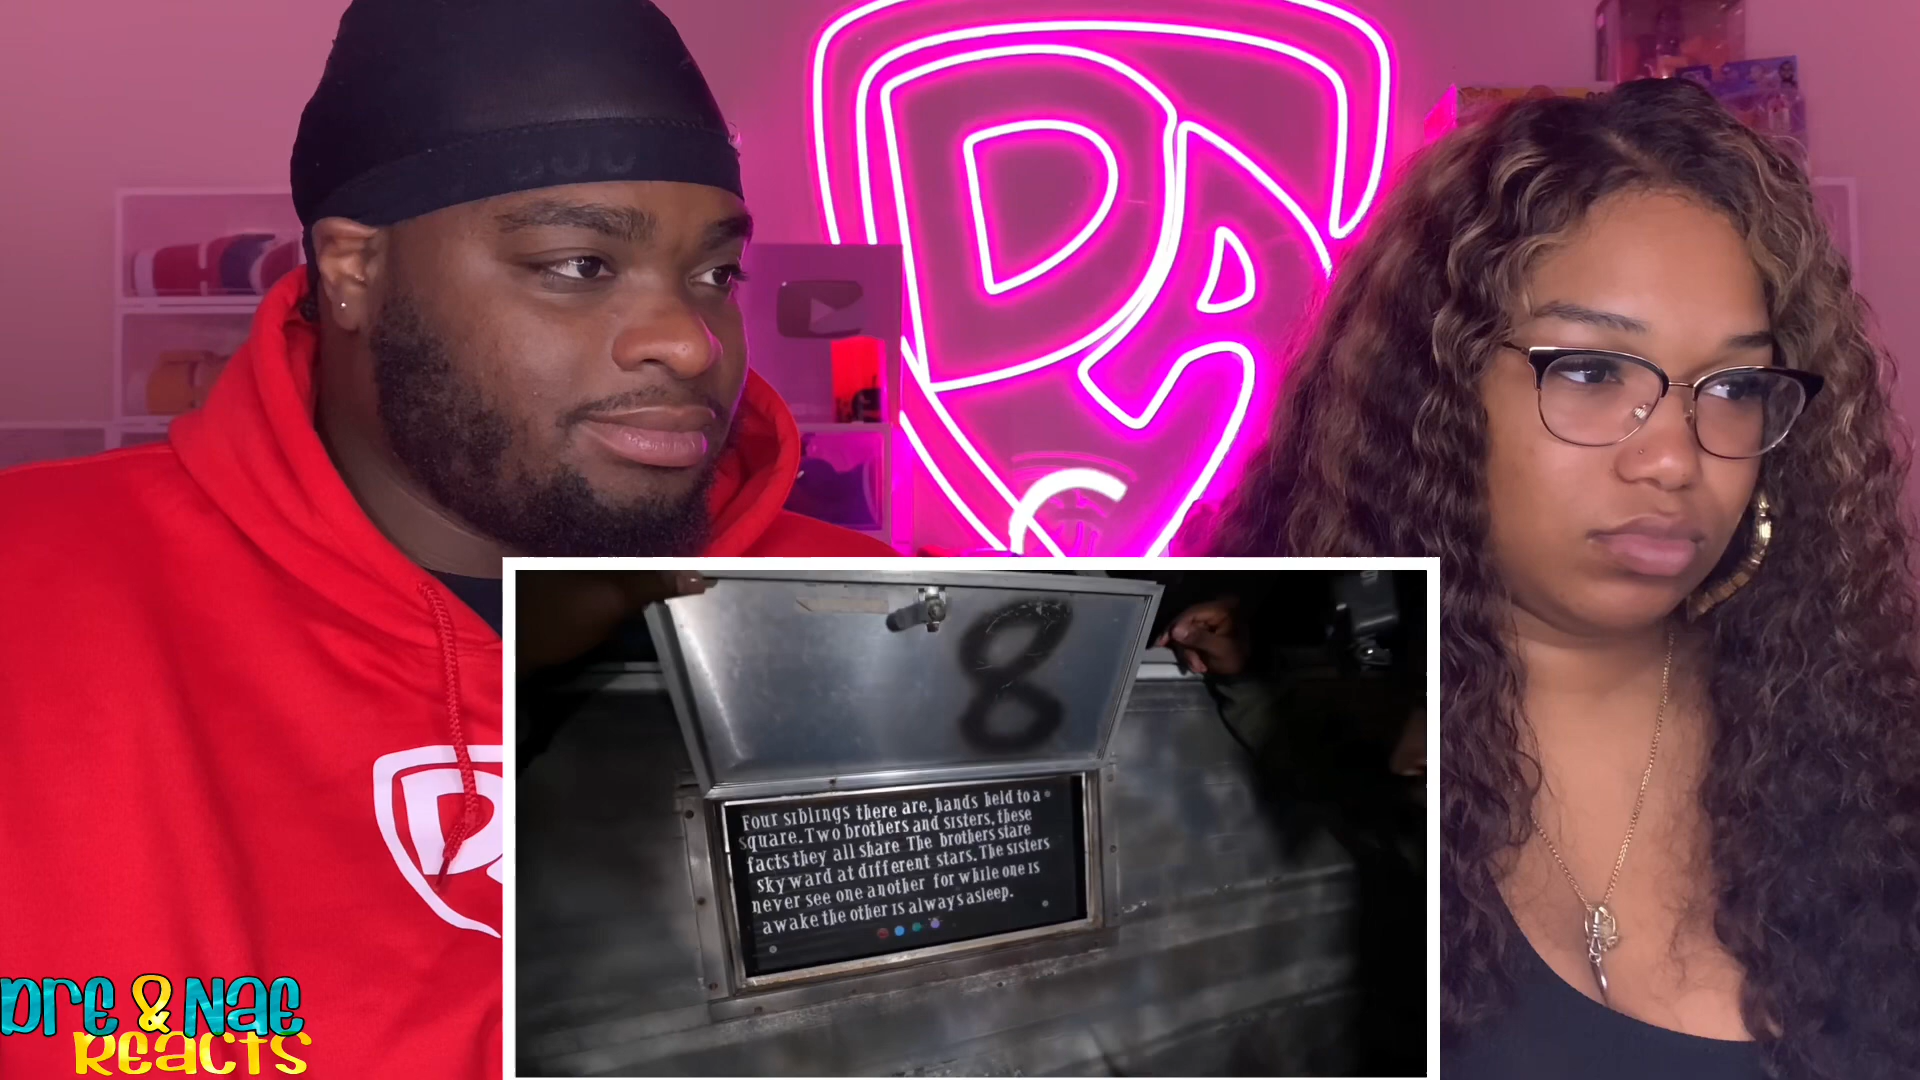 DA
8
Four siblings there are, hands held to a
square. Two brothers and sisters, these
facts they all share The brothers stare
skyward at different stars. The sisters
never see one another for while one is
awake the other is always asleep.
Dre & Nae
Reacts